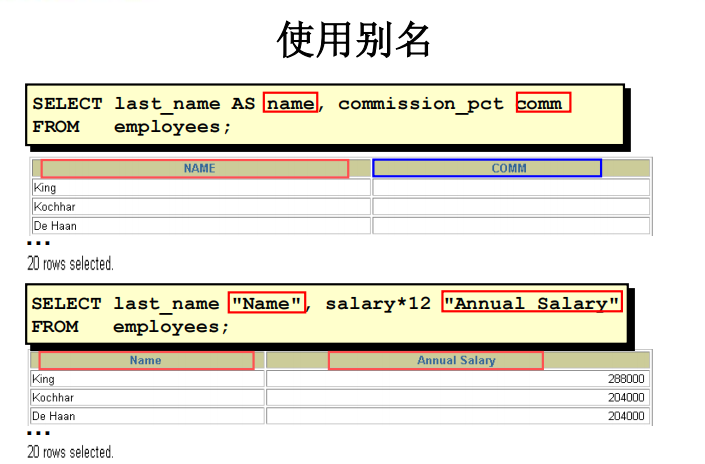 使用别名
SELECT last_name AS name, commission_pct comm
FROM employees;
NAME COMM
King
Kochhar
De Haan
...
20 rows selected.
SELECT last_name "Name", salary*12 "Annual Salary"
FROM employees;
Name Annual Salary
King 288000
Kochhar 204000
De Haan 204000
...
20 rows selected.